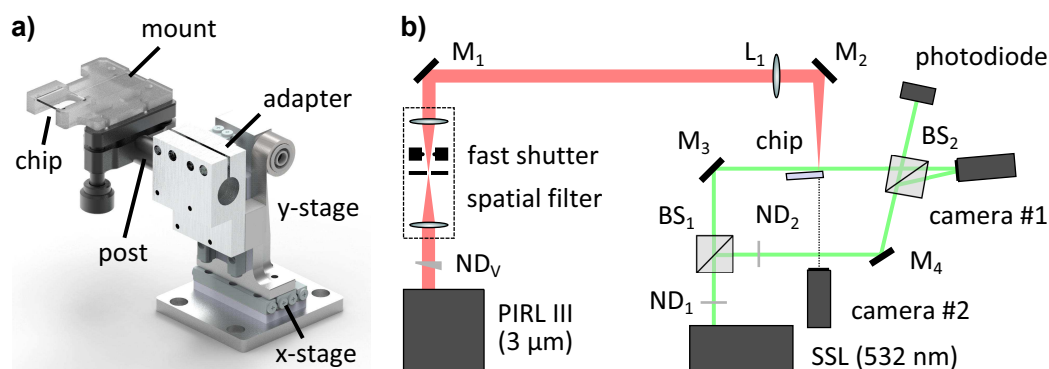 a)
mount
adapter
chip
y-stage
post
x-stage
b)
M1
L1
M2
photodiode
fast shutter
spatial filter
chip
M3
BS2
camera #1
BS1
ND2
M4
NDV
ND1
camera #2
PIRL III
(3 µm)
SSL (532 nm)